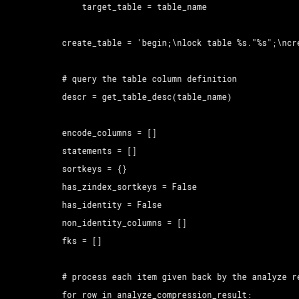 target_table = table_name
create_table = 'begin;\nlock table %s."%s";\ncre
# query the table column definition
descr = get_table_desc(table_name)
encode_columns = []
statements = []
sortkeys = {}
has_zindex_sortkeys = False
has_identity = False
non_identity_columns = []
fks = []
# process each item given back by the analyze re
for row in analyze_compression_result: